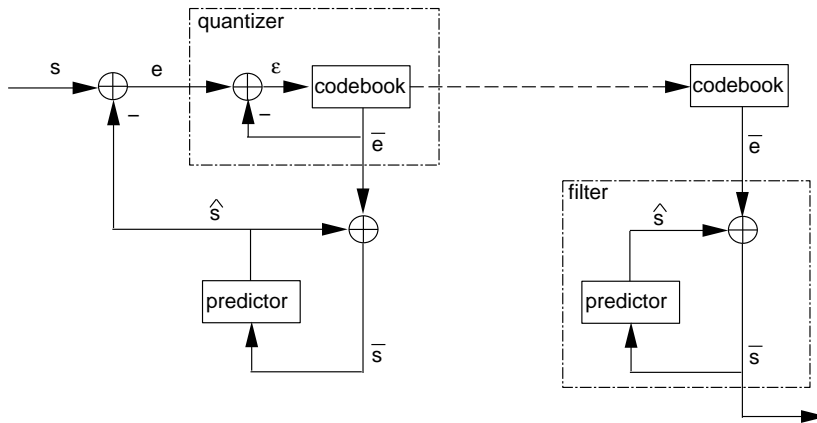 quantizer
s
e
ε
codebook
codebook
−
−
e̅
e̅
filter
ŝ
ŝ
predictor
predictor
s̅
s̅